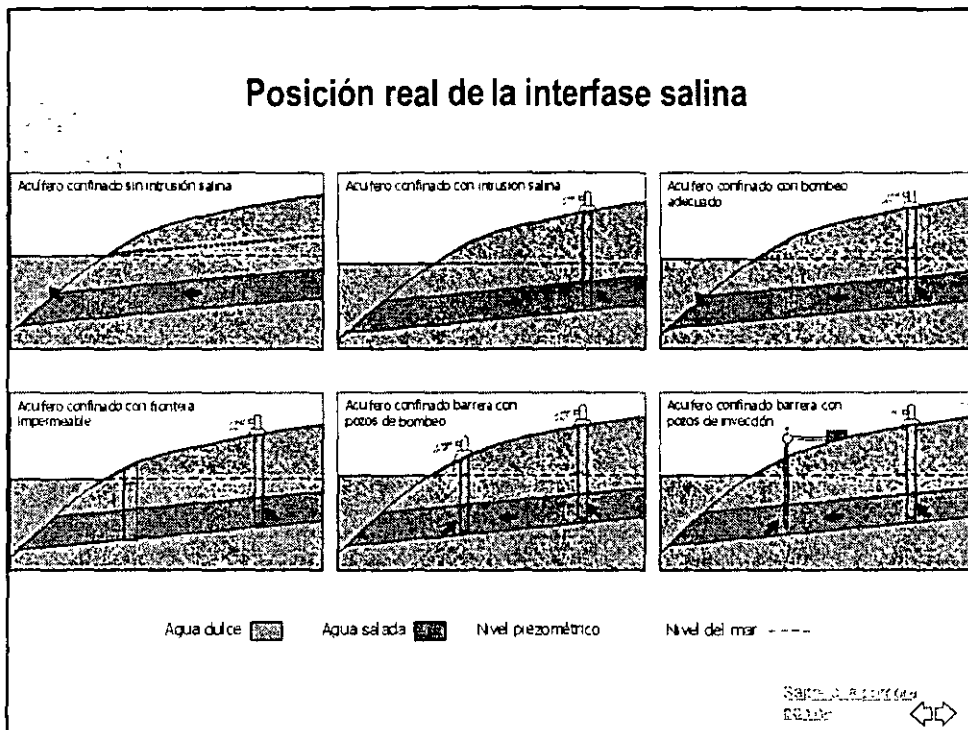 Posición real de la interfase salina
Acuífero confinado sin intrusión salina
Acuífero confinado con intrusion salina
Acuífero confinado con bombeo
adecuado
Acuífero confinado con frontera
impermeable
Acuífero confinado barrera con
pozos de bombeo
Acuífero confinado barrera con
pozos de inyección
Agua dulce
Agua salada
Nivel piezométrico
Nivel del mar